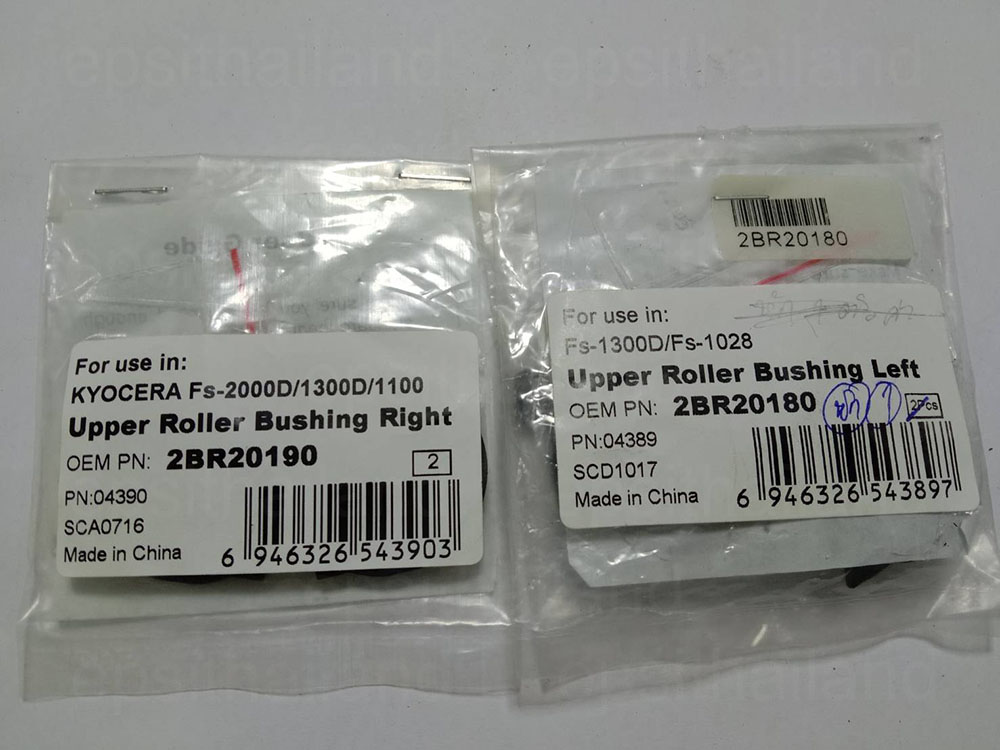 epsilthailand epsilthailand
For use in:
KYOCERA Fs-2000D/1300D/1100
Upper Roller Bushing Right
OEM PN: 2BR20190 2
PN:04390
SCA0716
Made in China
6 946326 543903
2BR20180
For use in:
Fs-1300D/Fs-1028
Upper Roller Bushing Left
OEM PN: 2BR20180 2Pcs
PN:04389
SCD1017
Made in China
6 946326 543897